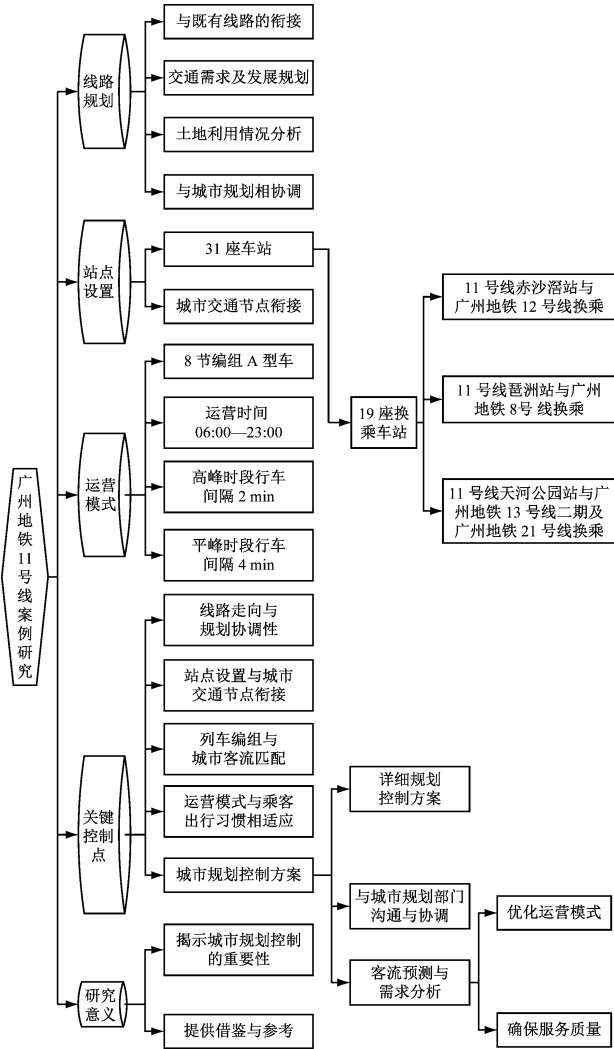 广州地铁11号线案例研究
线路
规划
与既有线路的衔接
交通需求及发展规划
土地利用情况分析
与城市规划相协调
站点
设置
31 座车站
城市交通节点衔接
19 座换
乘车站
11 号线赤沙滘站与
广州地铁 12 号线换乘
11 号线琶洲站与广州
地铁 8号 线换乘
11 号线天河公园站与广
州地铁 13 号线二期及
广州地铁 21 号线换乘
运营
模式
8 节编组 A 型车
运营时间
06:00—23:00
高峰时段行车
间隔 2 min
平峰时段行车
间隔 4 min
关键
控制
点
线路走向与
规划协调性
站点设置与城市
交通节点衔接
列车编组与
城市客流匹配
运营模式与乘客
出行习惯相适应
城市规划控制方案
详细规划
控制方案
与城市规划部门
沟通与协调
客流预测与
需求分析
优化运营模式
确保服务质量
研究
意义
揭示城市规划控制
的重要性
提供借鉴与参考